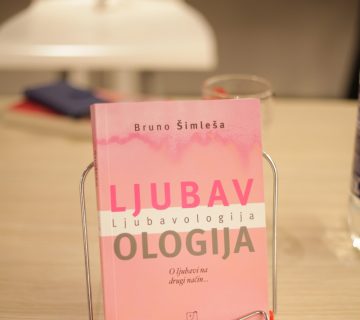 Bruno Šimleša
LJUBAV
Ljubavologija
OLOGIJA
O ljubavi na
drugi način...